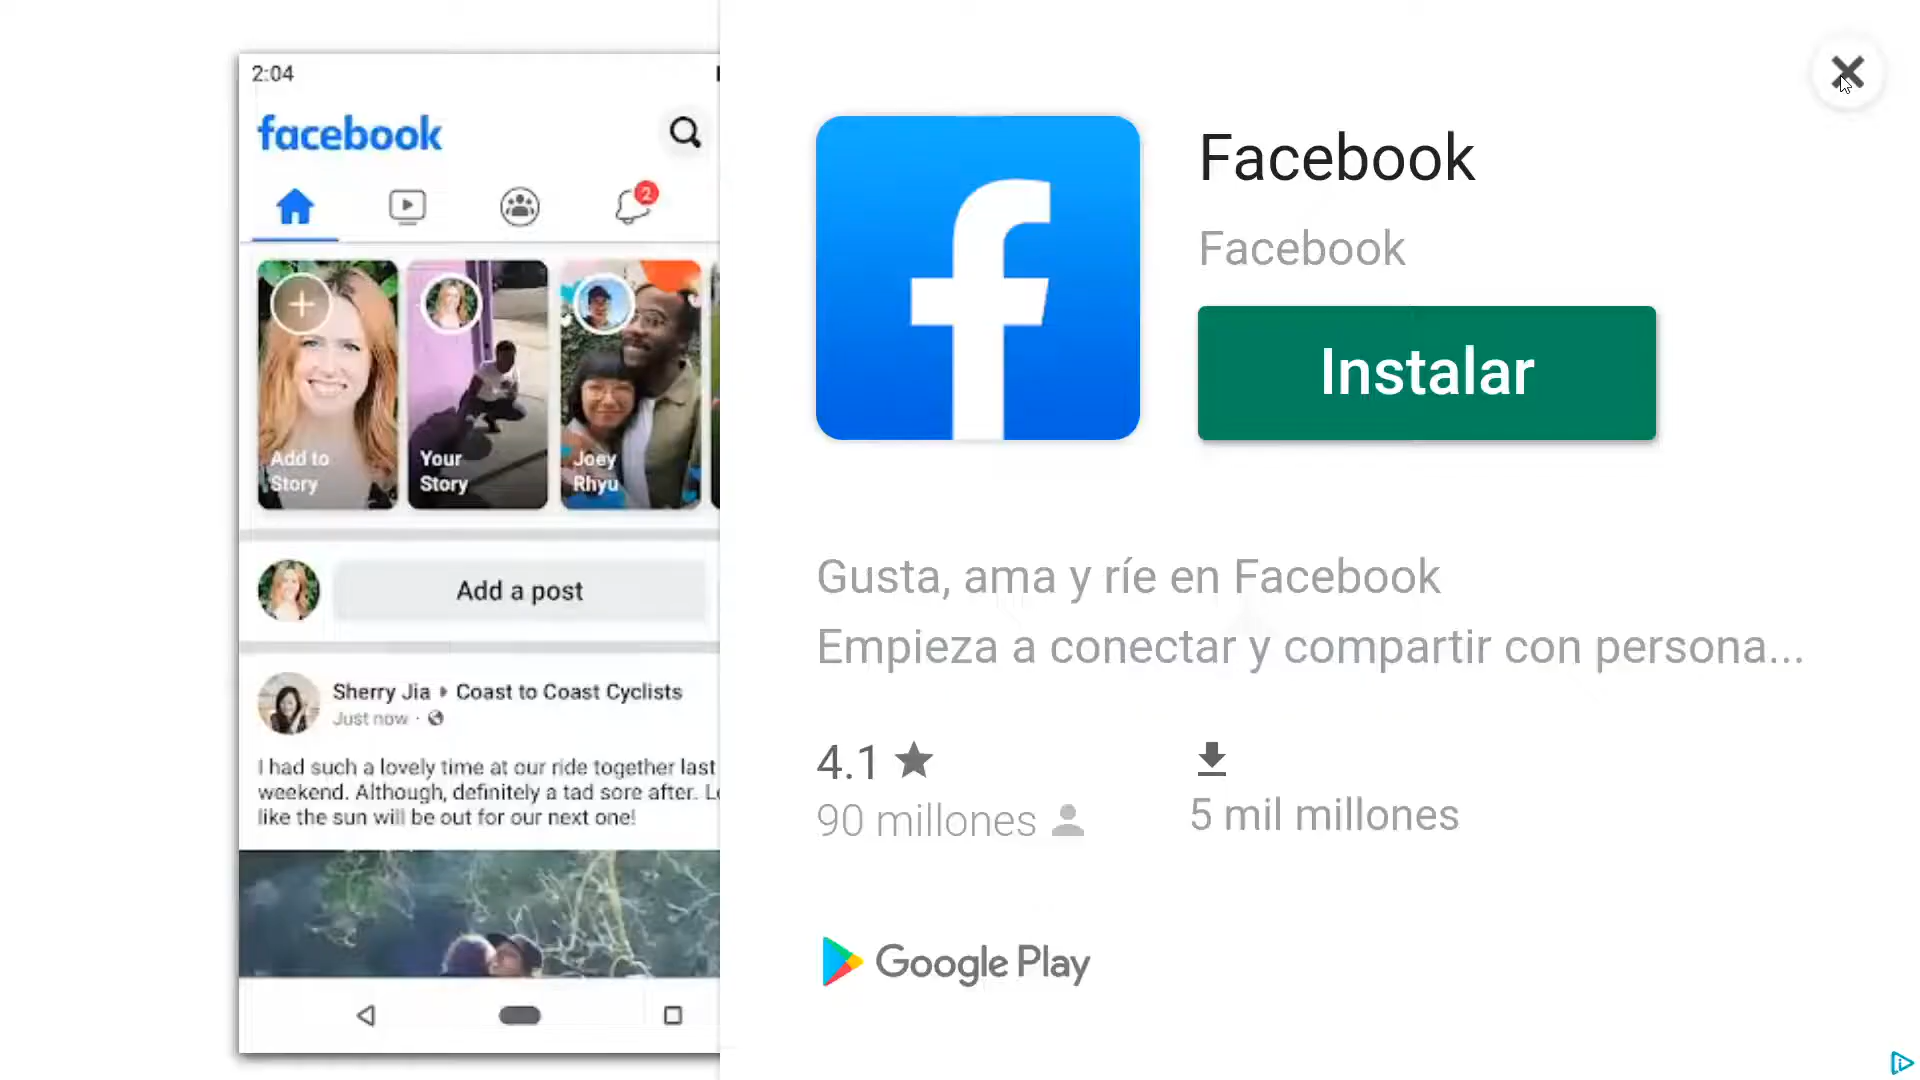 2:04
facebook
2
Add to
Story
Your
Story
Joey
Rhyu
Add a post
Sherry Jia ▸ Coast to Coast Cyclists
Just now ·
I had such a lovely time at our ride together last
weekend. Although, definitely a tad sore after. L
like the sun will be out for our next one!
Facebook
Facebook
Instalar
Gusta, ama y ríe en Facebook
Empieza a conectar y compartir con persona...
4.1 ★
90 millones
5 mil millones
Google Play